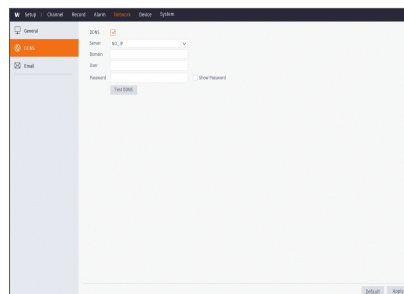 W Setup | Channel Record Alarm Network Device System
General
DDNS
Email
DDNS
Server NO_IP
Domain
User
Password Show Password
Test DDNS
Default Apply